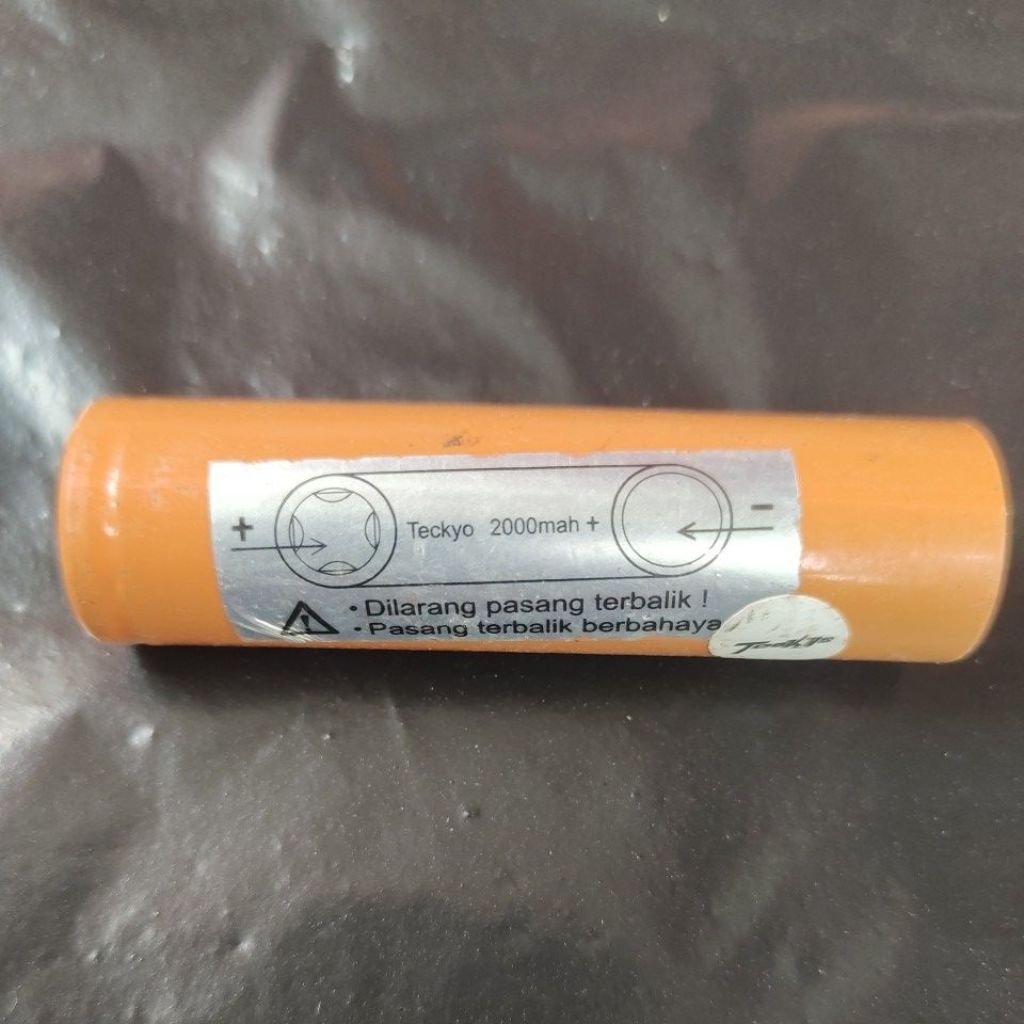 + Teckyo 2000mah + -
• Dilarang pasang terbalik !
• Pasang terbalik berbahaya